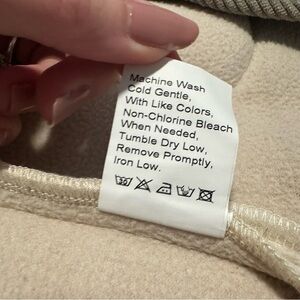 Machine Wash
Cold Gentle,
With Like Colors,
Non-Chlorine Bleach
When Needed,
Tumble Dry Low,
Remove Promptly,
Iron Low.